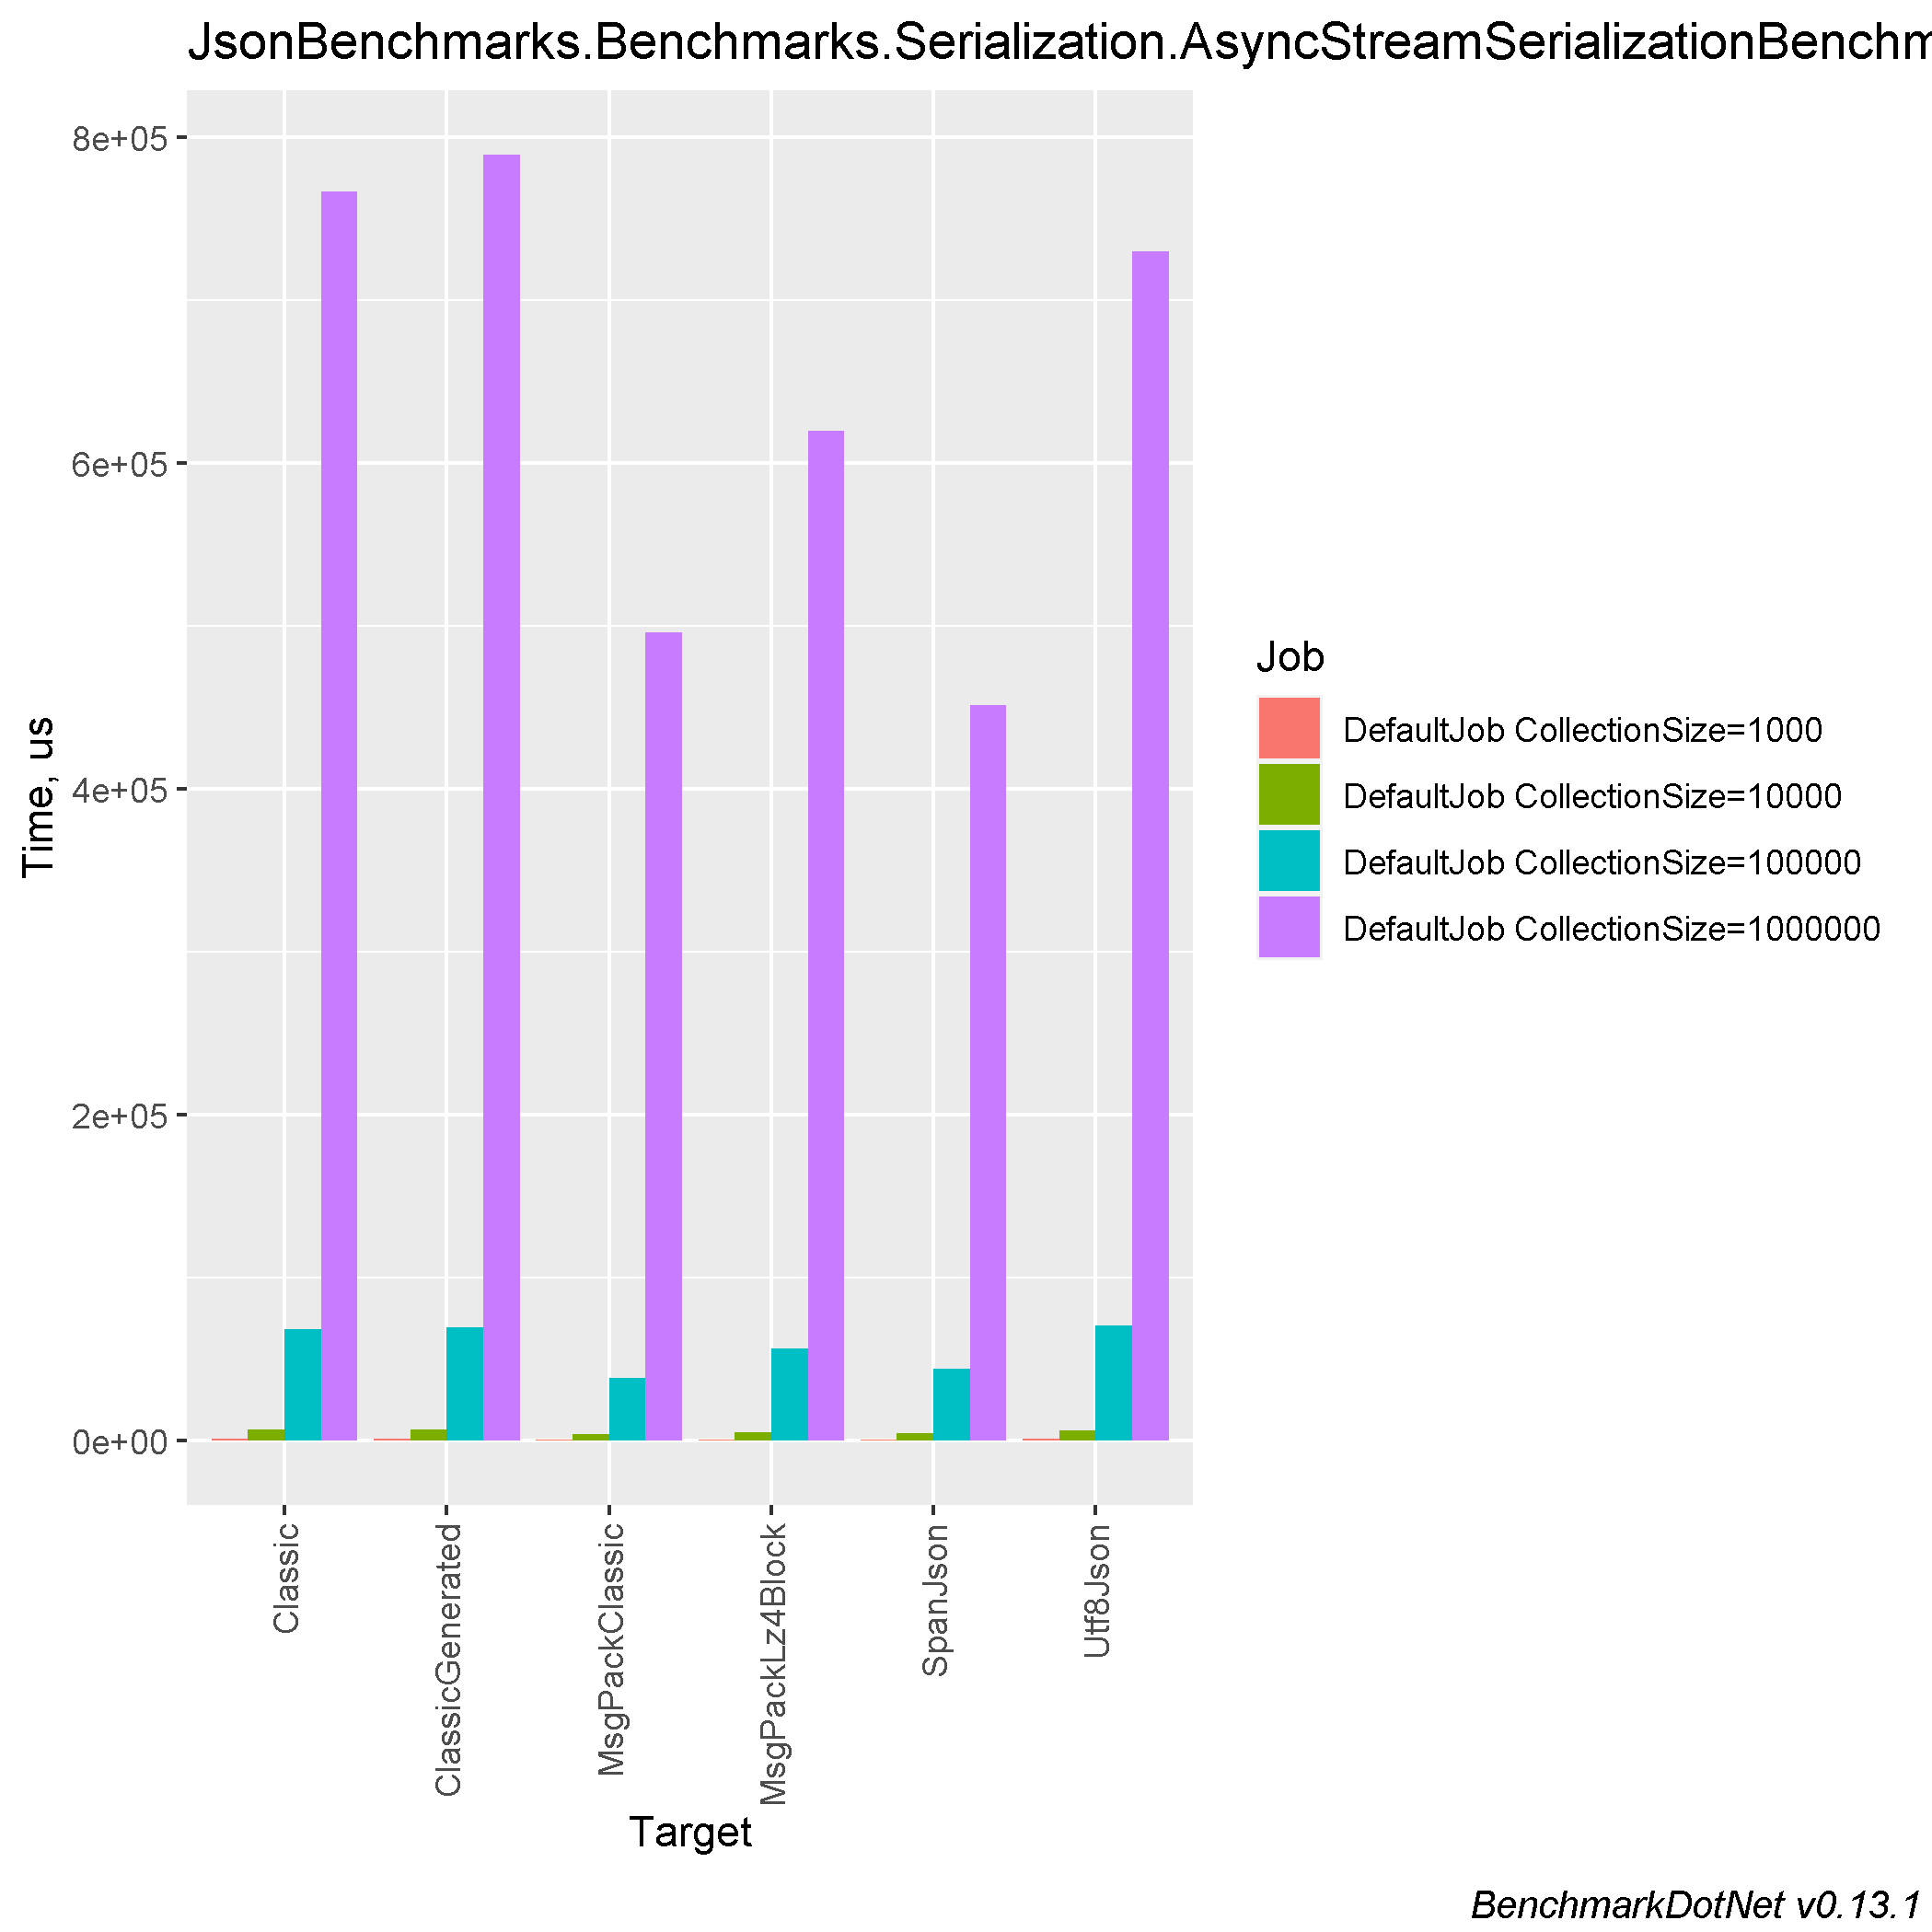 JsonBenchmarks.Benchmarks.Serialization.AsyncStreamSerializationBenchm
8e+05
6e+05
4e+05
2e+05
0e+00
Time, us
Classic
ClassicGenerated
MsgPackClassic
MsgPackLz4Block
SpanJson
Utf8Json
Target
Job
DefaultJob CollectionSize=1000
DefaultJob CollectionSize=10000
DefaultJob CollectionSize=100000
DefaultJob CollectionSize=1000000
BenchmarkDotNet v0.13.1